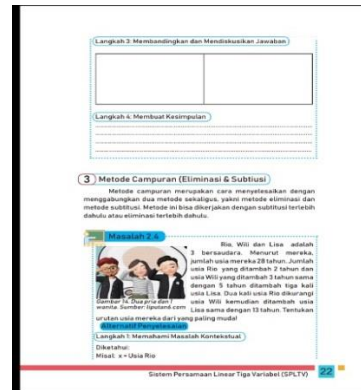 Langkah 3: Membandingkan dan Mendiskusikan Jawaban
Langkah 4: Membuat Kesimpulan
3 Metode Campuran (Eliminasi & Subtiusi)
Metode campuran merupakan cara menyelesaikan dengan
menggabungkan dua metode sekaligus, yakni metode eliminasi dan
metode subtitusi. Metode ini bisa dikerjakan dengan sublitusi terlebih
dahulu atau eliminasi terlebih dahulu.
Masalah 2.4
Rio, Wili dan Lisa adalah
3 bersaudara. Menurut mereka,
jumlah usia mereka 28 tahun. Jumlah
usia Rio yang ditambah 2 tahun dan
usia Wili yang ditambah 3 tahun sama
dengan 5 tahun ditambah tiga kali
usia Lisa. Dua kali usia Rio dikurangi
usia Wili kemudian ditambah usia
Lisa sama dengan 13 tahun. Tentukan
Gambar 14. Dua pria dan 1
wanita. Sumber: liputan6.com
urutan usia mereka dari yang paling muda!
Alternatif Penyelesaian
Langkah 1: Memahami Masalah Kontekstual
Diketahui:
Misal: x = Usia Rio
Sistem Persamaan Linear Tiga Variabel (SPLTV) 22